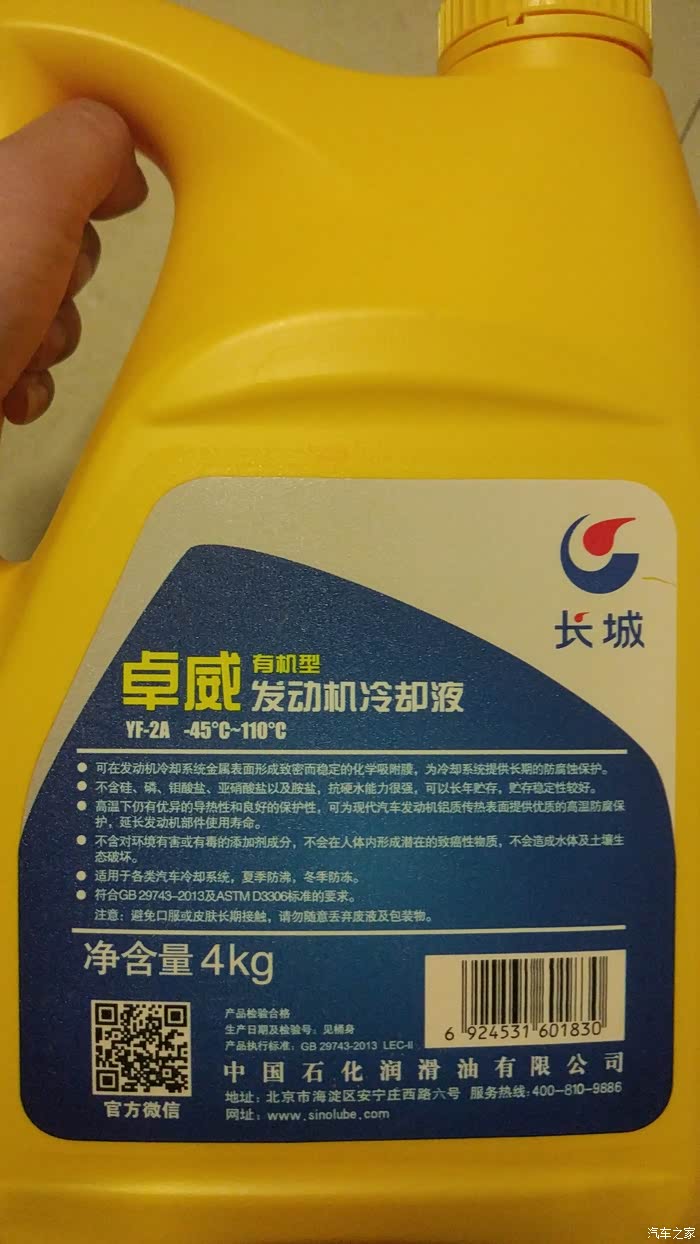 长城
卓威 有机型
发动机冷却液
YF-2A -45°C~110°C
可在发动机冷却系统金属表面形成致密而稳定的化学吸附膜，为冷却系统提供长期的防腐蚀保护。
不含硅、磷、钼酸盐、亚硝酸盐以及胺盐，抗硬水能力很强，可以长年贮存，贮存稳定性较好。
高温下仍有优异的导热性和良好的保护性，可为现代汽车发动机铝质传热表面提供优质的高温防腐保
护，延长发动机部件使用寿命。
不含对环境有害或有毒的添加剂成分，不会在人体内形成潜在的致癌性物质，不会造成水体及土壤生
态破坏。
适用于各类汽车冷却系统，夏季防沸，冬季防冻。
符合GB 29743-2013及ASTM D3306标准的要求。
注意：避免口服或皮肤长期接触，请勿随意丢弃废液及包装物。
净含量 4kg
产品检验合格
生产日期及检验号：见桶身
产品执行标准：GB 29743-2013 LEC-II
6 924531 601830
中国石化润滑油有限公司
地址：北京市海淀区安宁庄西路六号 服务热线:400-810-9886
网址：www.sinolube.com
官方微信
汽车之家